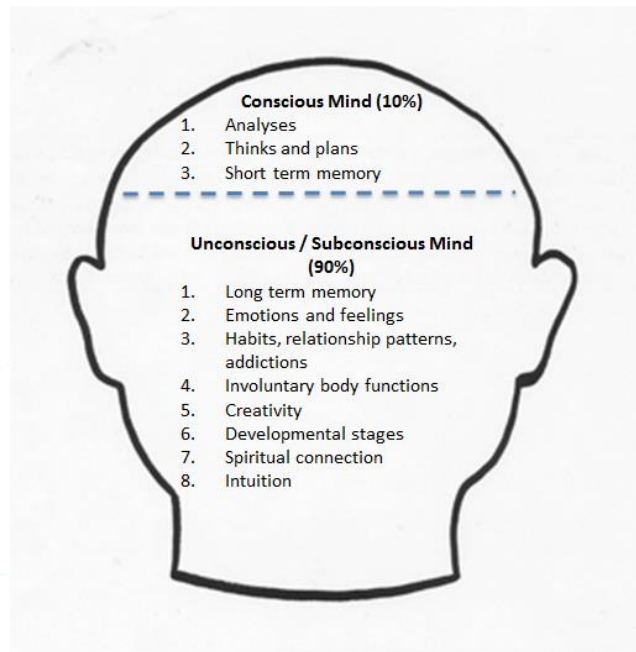 Conscious Mind (10%)
1. Analyses
2. Thinks and plans
3. Short term memory
Unconscious / Subconscious Mind
(90%)
1. Long term memory
2. Emotions and feelings
3. Habits, relationship patterns,
addictions
4. Involuntary body functions
5. Creativity
6. Developmental stages
7. Spiritual connection
8. Intuition